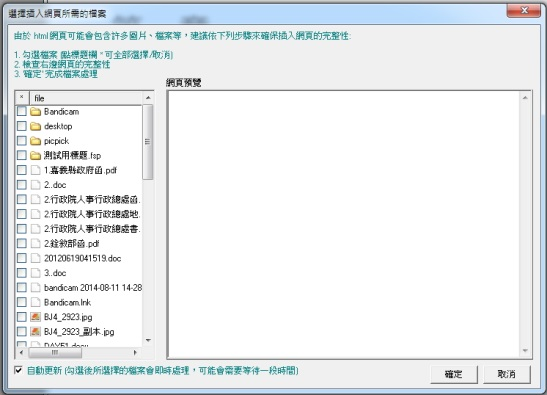 選擇插入網頁所需的檔案
由於 html網頁可能會包含許多圖片、檔案等，建議依下列步驟來確保插入網頁的完整性:
1. 勾選檔案 (點標題欄 * 可全部選擇/取消)
2. 檢查右邊網頁的完整性
3. '確定' 完成檔案處理
網頁預覽
* file
Bandicam
desktop
picpick
測試用標題.fsp
1.嘉義縣政府函.pdf
2..doc
2.行政院人事行政總處函.
2.行政院人事行政總處地.
2.行政院人事行政總處書.
2.銓敘部函.pdf
20120619041519.doc
3..doc
bandicam 2014-08-11 14-28
Bandicam.lnk
BJ4_2923.jpg
BJ4_2923_副本.jpg
自動更新 (勾選後所選擇的檔案會即時處理，可能會需要等待一段時間)
確定
取消